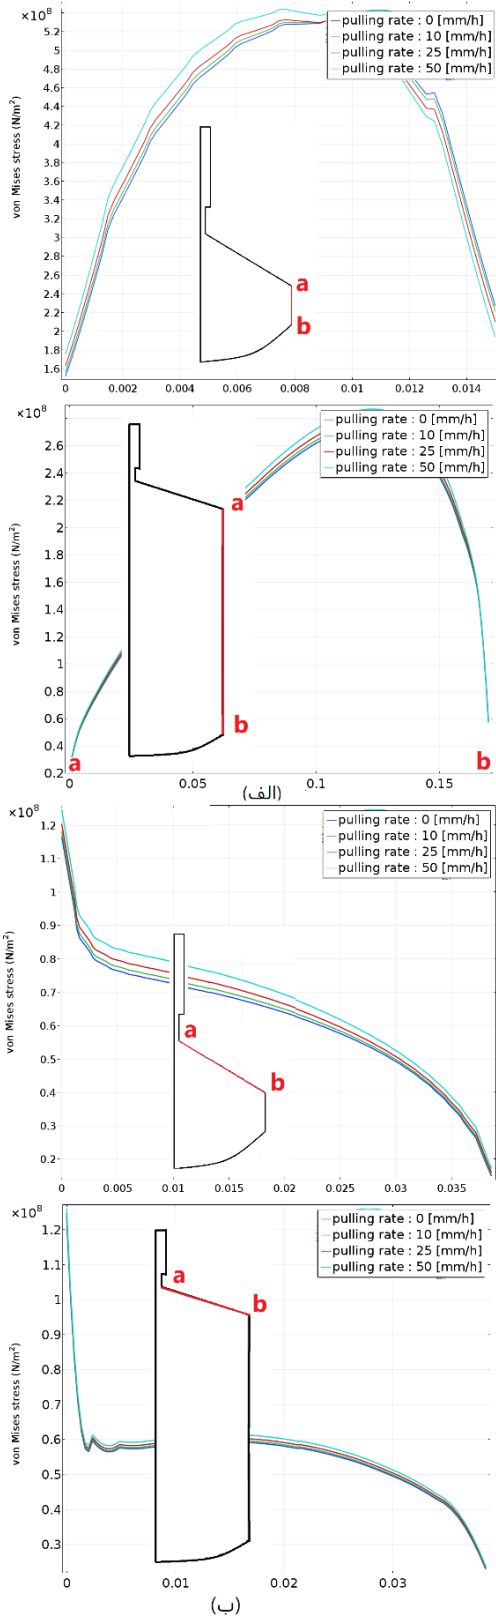 ×10⁸
pulling rate : 0 [mm/h]
pulling rate : 10 [mm/h]
pulling rate : 25 [mm/h]
pulling rate : 50 [mm/h]
von Mises stress (N/m²)
5.2
5
4.8
4.6
4.4
4.2
4
3.8
3.6
3.4
3.2
3
2.8
2.6
2.4
2.2
2
1.8
1.6
a
b
0 0.002 0.004 0.006 0.008 0.01 0.012 0.014
×10⁸
pulling rate : 0 [mm/h]
pulling rate : 10 [mm/h]
pulling rate : 25 [mm/h]
pulling rate : 50 [mm/h]
von Mises stress (N/m²)
2.6
2.4
2.2
2
1.8
1.6
1.4
1.2
1
0.8
0.6
0.4
0.2
a
b
a b
0 0.05 0.1 0.15
(الف)
×10⁸
pulling rate : 0 [mm/h]
pulling rate : 10 [mm/h]
pulling rate : 25 [mm/h]
pulling rate : 50 [mm/h]
von Mises stress (N/m²)
1.2
1.1
1
0.9
0.8
0.7
0.6
0.5
0.4
0.3
0.2
a
b
0 0.005 0.01 0.015 0.02 0.025 0.03 0.035
×10⁸
pulling rate : 0 [mm/h]
pulling rate : 10 [mm/h]
pulling rate : 25 [mm/h]
pulling rate : 50 [mm/h]
von Mises stress (N/m²)
1.2
1.1
1
0.9
0.8
0.7
0.6
0.5
0.4
0.3
a
b
0 0.01 0.02 0.03
(ب)